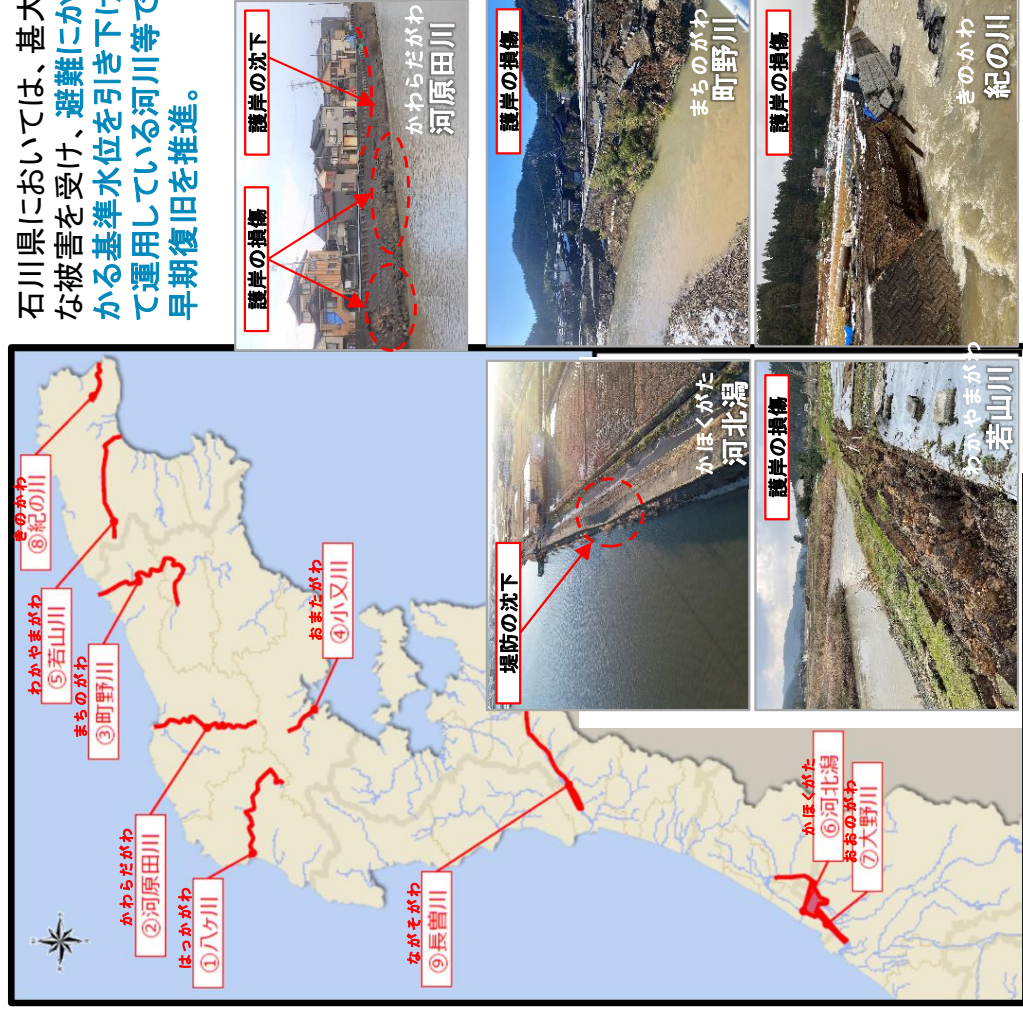 石川県においては、甚大
な被害を受け、避難にか
かる基準水位を引き下げ
て運用している河川等で
早期復旧を推進。
きのかわ
⑧紀の川
わかやまがわ
⑤若山川
まちのがわ
③町野川
おまたがわ
④小又川
かわらだがわ
②河原田川
はっかがわ
①八ヶ川
ながそがわ
⑨長曽川
かほくがた
⑥河北潟
おおのがわ
⑦大野川
護岸の損傷
護岸の沈下
かわらだがわ
河原田川
堤防の沈下
かほくがた
河北潟
護岸の損傷
まちのがわ
町野川
護岸の損傷
わかやまがわ
若山川
護岸の損傷
きのかわ
紀の川